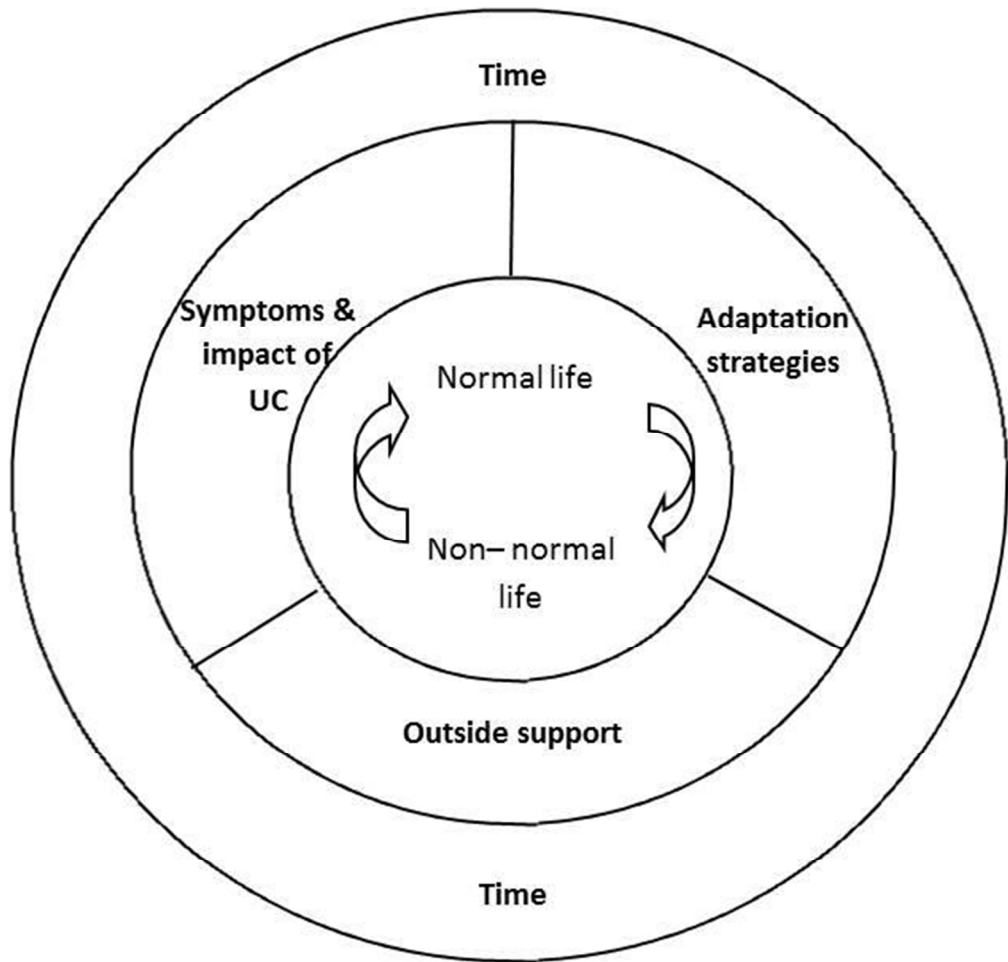 Time
Symptoms &
impact of
UC
Adaptation
strategies
Normal life
Non– normal
life
Outside support
Time